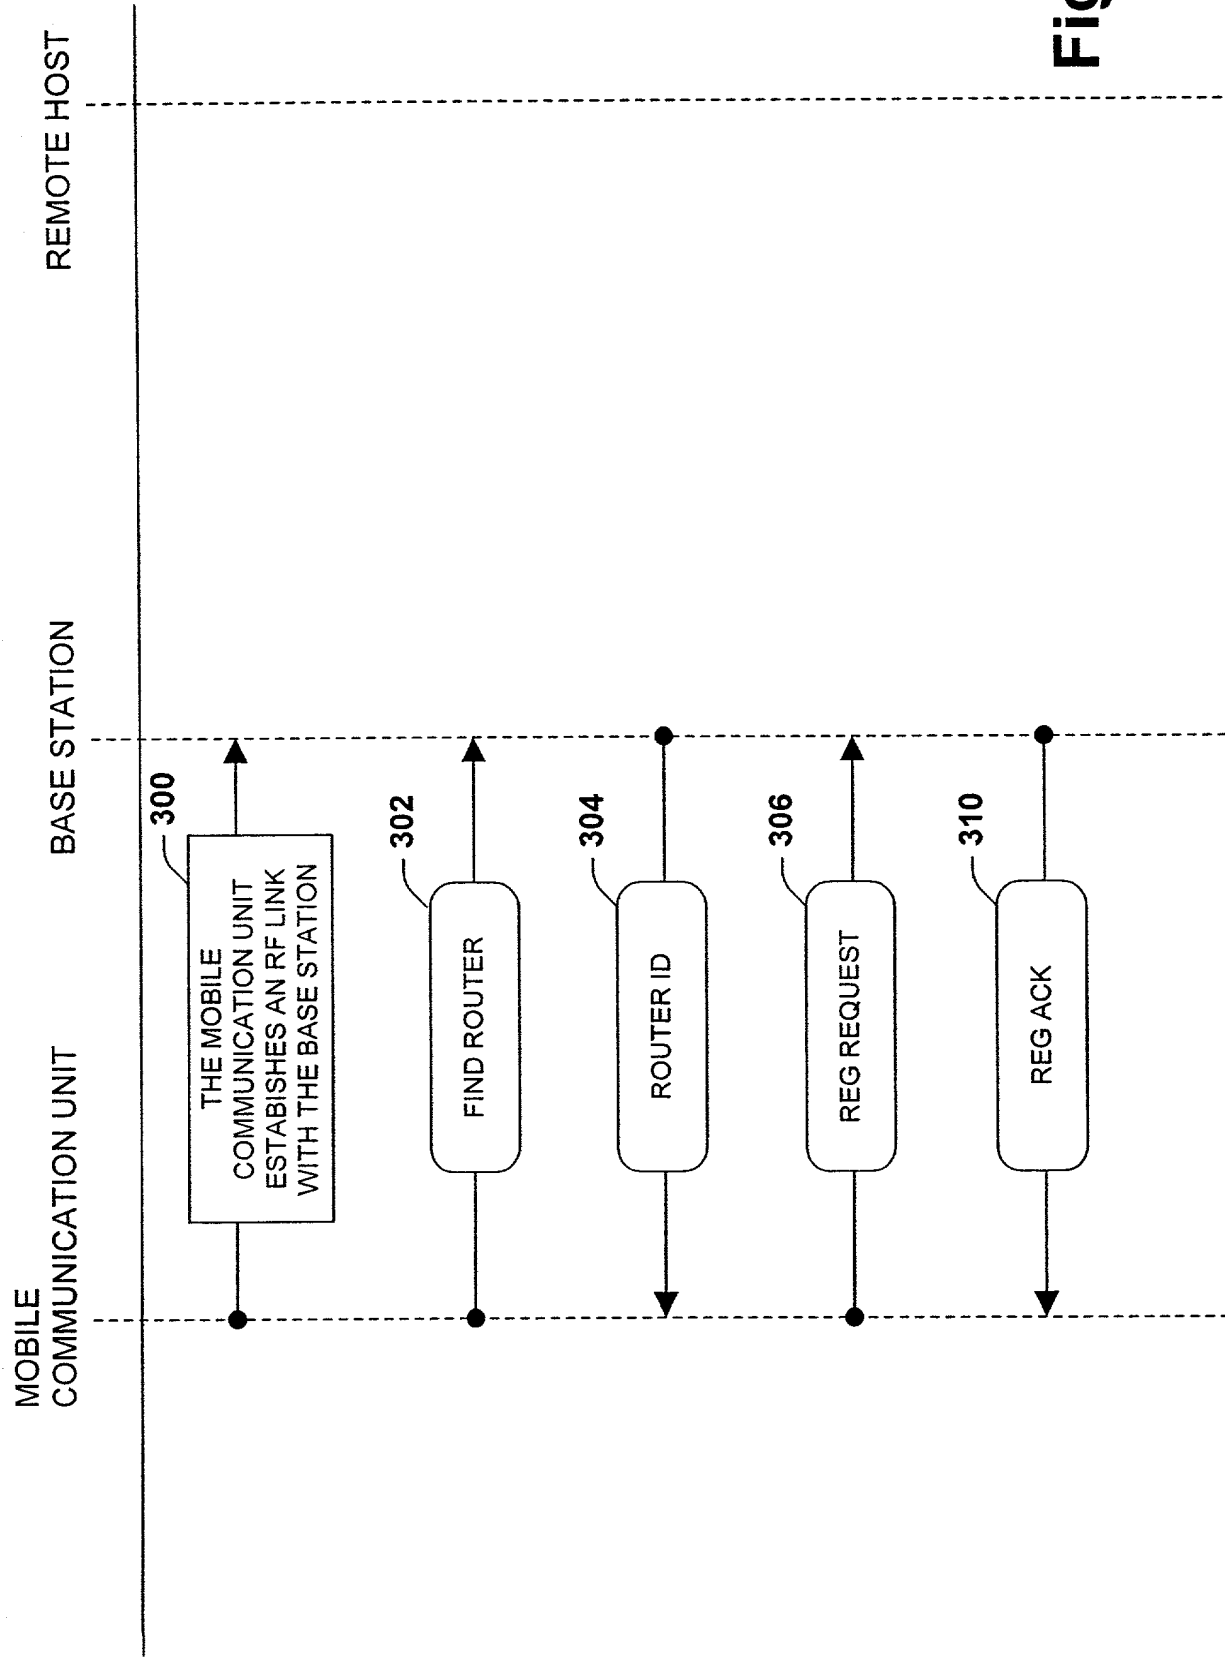 MOBILE
COMMUNICATION UNIT
BASE STATION
REMOTE HOST
300
THE MOBILE
COMMUNICATION UNIT
ESTABISHES AN RF LINK
WITH THE BASE STATION
302
FIND ROUTER
304
ROUTER ID
306
REG REQUEST
310
REG ACK
Fig